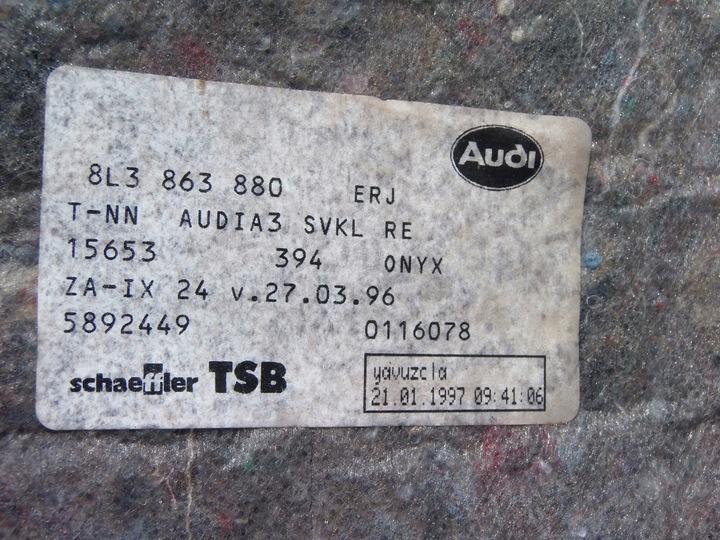 Audi
8L3 863 880 ERJ
T-NN AUDIA3 SVKL RE
15653 394 ONYX
ZA-IX 24 v.27.03.96
5892449 0116078
schaeffler TSB
yavuzcla
21.01.1997 09:41:06